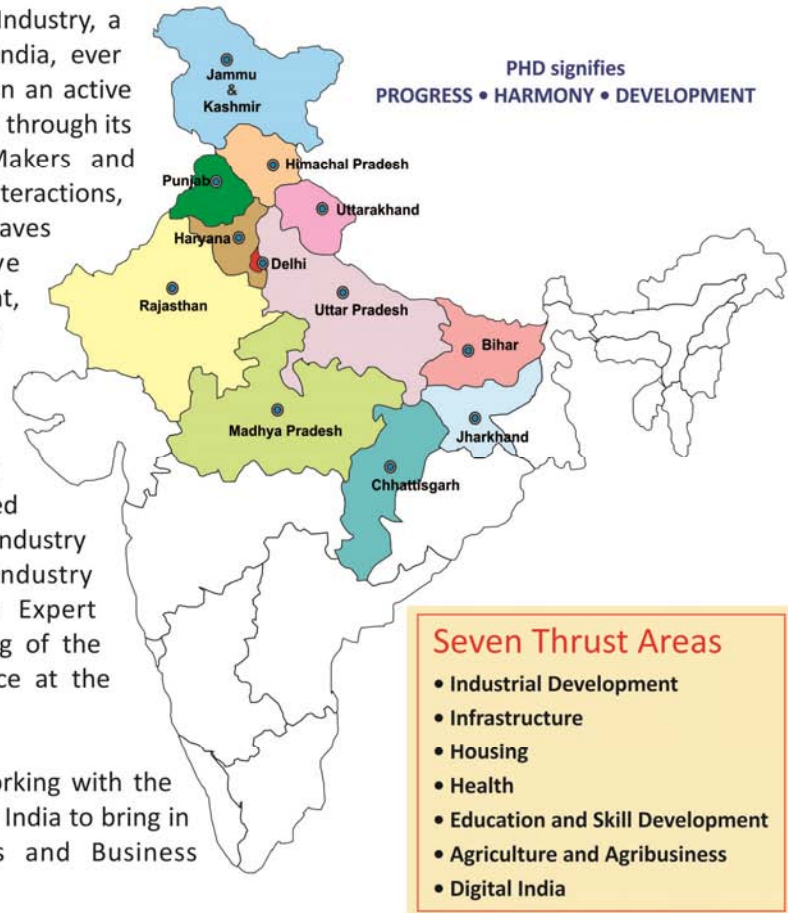 Industry, a
ndia, ever
n an active
through its
Makers and
teractions,
aves
ve
t,
ed
ndustry
ndustry
Expert
g of the
ce at the
orking with the
India to bring in
s and Business
PHD signifies
PROGRESS • HARMONY • DEVELOPMENT
Jammu
&
Kashmir
Himachal Pradesh
Punjab
Uttarakhand
Haryana
Delhi
Rajasthan
Uttar Pradesh
Bihar
Madhya Pradesh
Jharkhand
Chhattisgarh
Seven Thrust Areas
• Industrial Development
• Infrastructure
• Housing
• Health
• Education and Skill Development
• Agriculture and Agribusiness
• Digital India